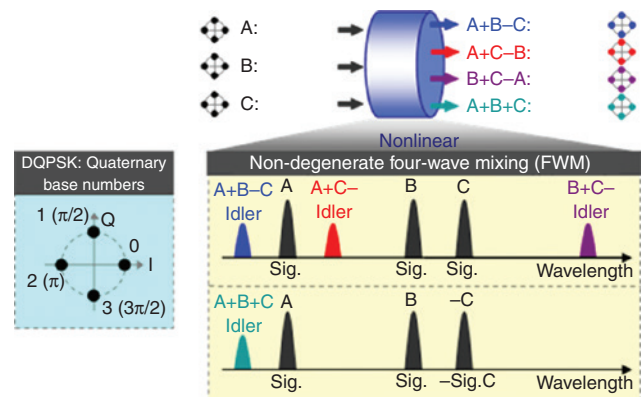 A:
A+B–C:
A+C–B:
B:
B+C–A:
C:
A+B+C:
Nonlinear
DQPSK: Quaternary
base numbers
1 (π/2)
Q
0
I
2 (π)
3 (3π/2)
Non-degenerate four-wave mixing (FWM)
A+B–C
Idler
A
A+C–
Idler
B
C
B+C–
Idler
Sig.
Sig.
Sig.
Wavelength
A+B+C
Idler
A
B
–C
Sig.
Sig.
–Sig.C
Wavelength